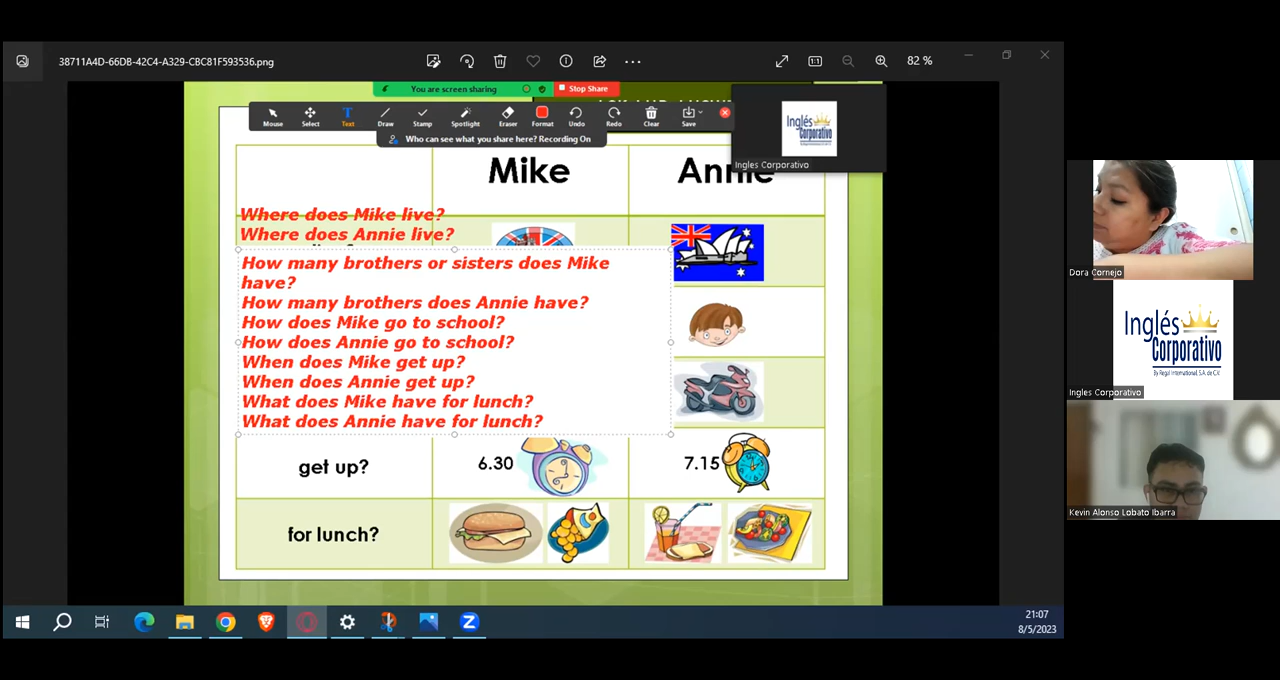 38711A4D-66DB-42C4-A329-CBC81F593536.png
82 %
You are screen sharing
Stop Share
Mouse Select Text Draw Stamp Spotlight Eraser Format Undo Redo Clear Save
Who can see what you share here? Recording On
Inglés
Corporativo
Ingles Corporativo
Mike Annie
Where does Mike live?
Where does Annie live?
How many brothers or sisters does Mike
have?
How many brothers does Annie have?
How does Mike go to school?
How does Annie go to school?
When does Mike get up?
When does Annie get up?
What does Mike have for lunch?
What does Annie have for lunch?
get up? 6.30 7.15
for lunch?
21:07
8/5/2023
Dora Cornejo
Inglés
Corporativo
By Regal International, S.A. de C.V.
Ingles Corporativo
Kevin Alonso Lobato Ibarra